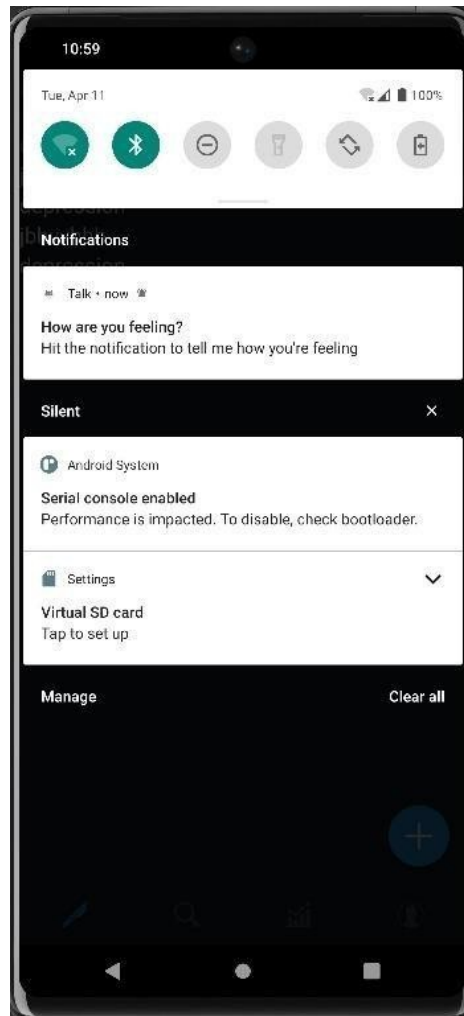 10:59
Tue, Apr 11
100%
depression
Notifications
depression
Talk • now
How are you feeling?
Hit the notification to tell me how you're feeling
Silent
Android System
Serial console enabled
Performance is impacted. To disable, check bootloader.
Settings
Virtual SD card
Tap to set up
Manage
Clear all